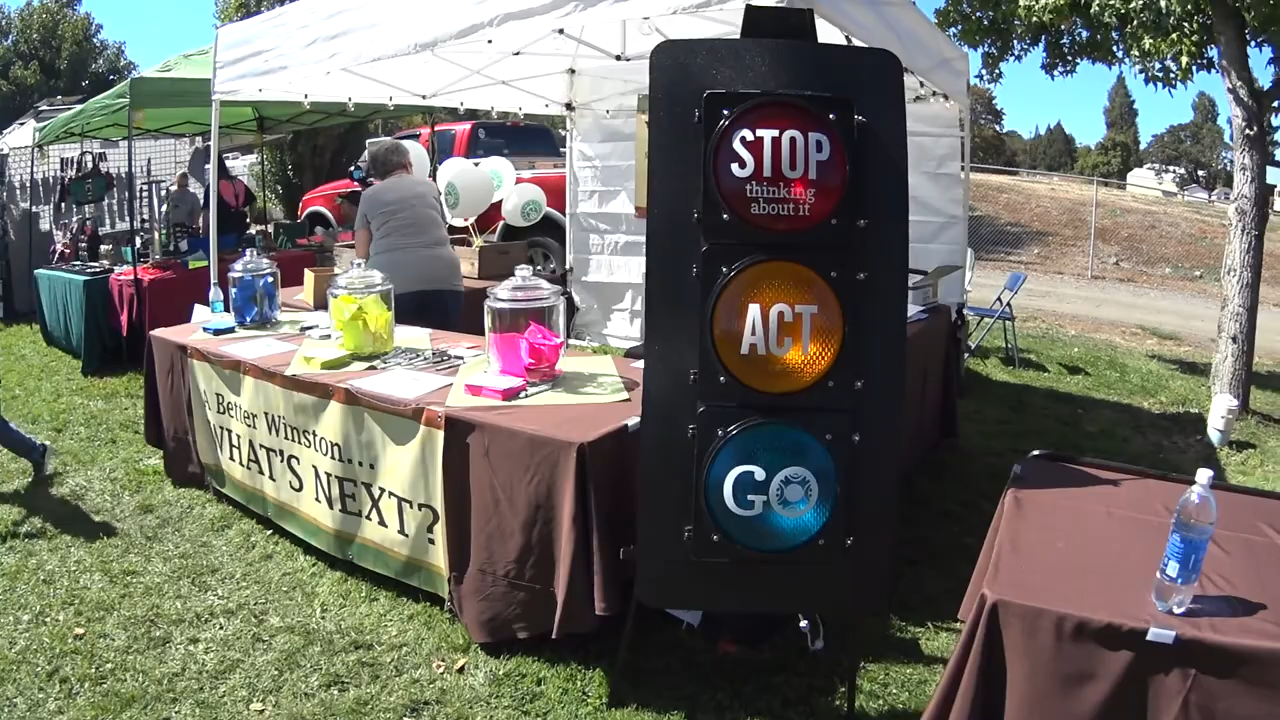 STOP
thinking
about it
ACT
GO
A Better Winston...
WHAT'S NEXT?